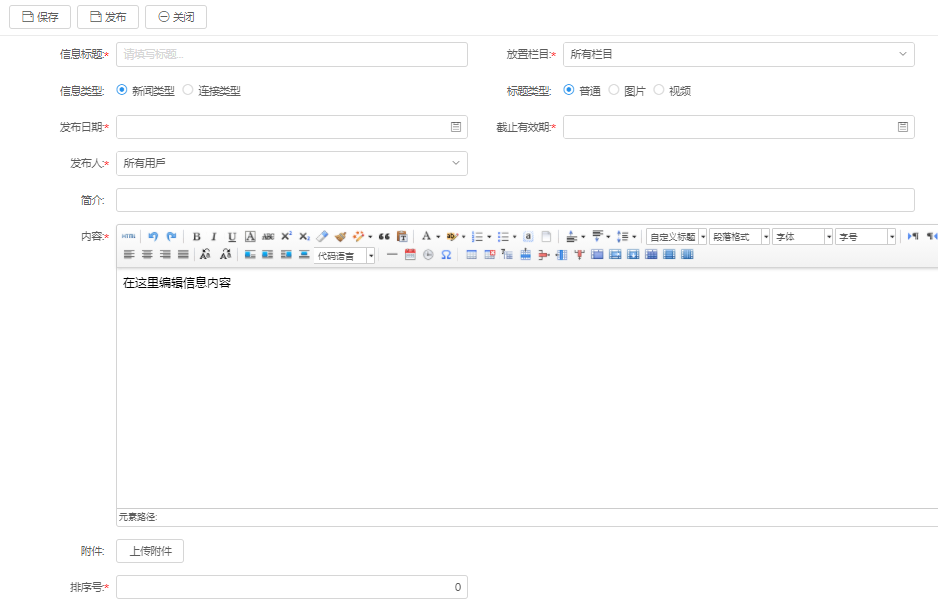 保存 发布 关闭
信息标题:* 请填写标题... 放置栏目:* 所有栏目
信息类型: 新闻类型 连接类型 标题类型: 普通 图片 视频
发布日期:* 截止有效期:*
发布人:* 所有用戶
简介:
内容:* HTML B I U A ABC X² X₂ A 自定义标题 段落格式 字体 字号
代码语言 Ω
在这里编辑信息内容
元素路径:
附件: 上传附件
排序号:* 0